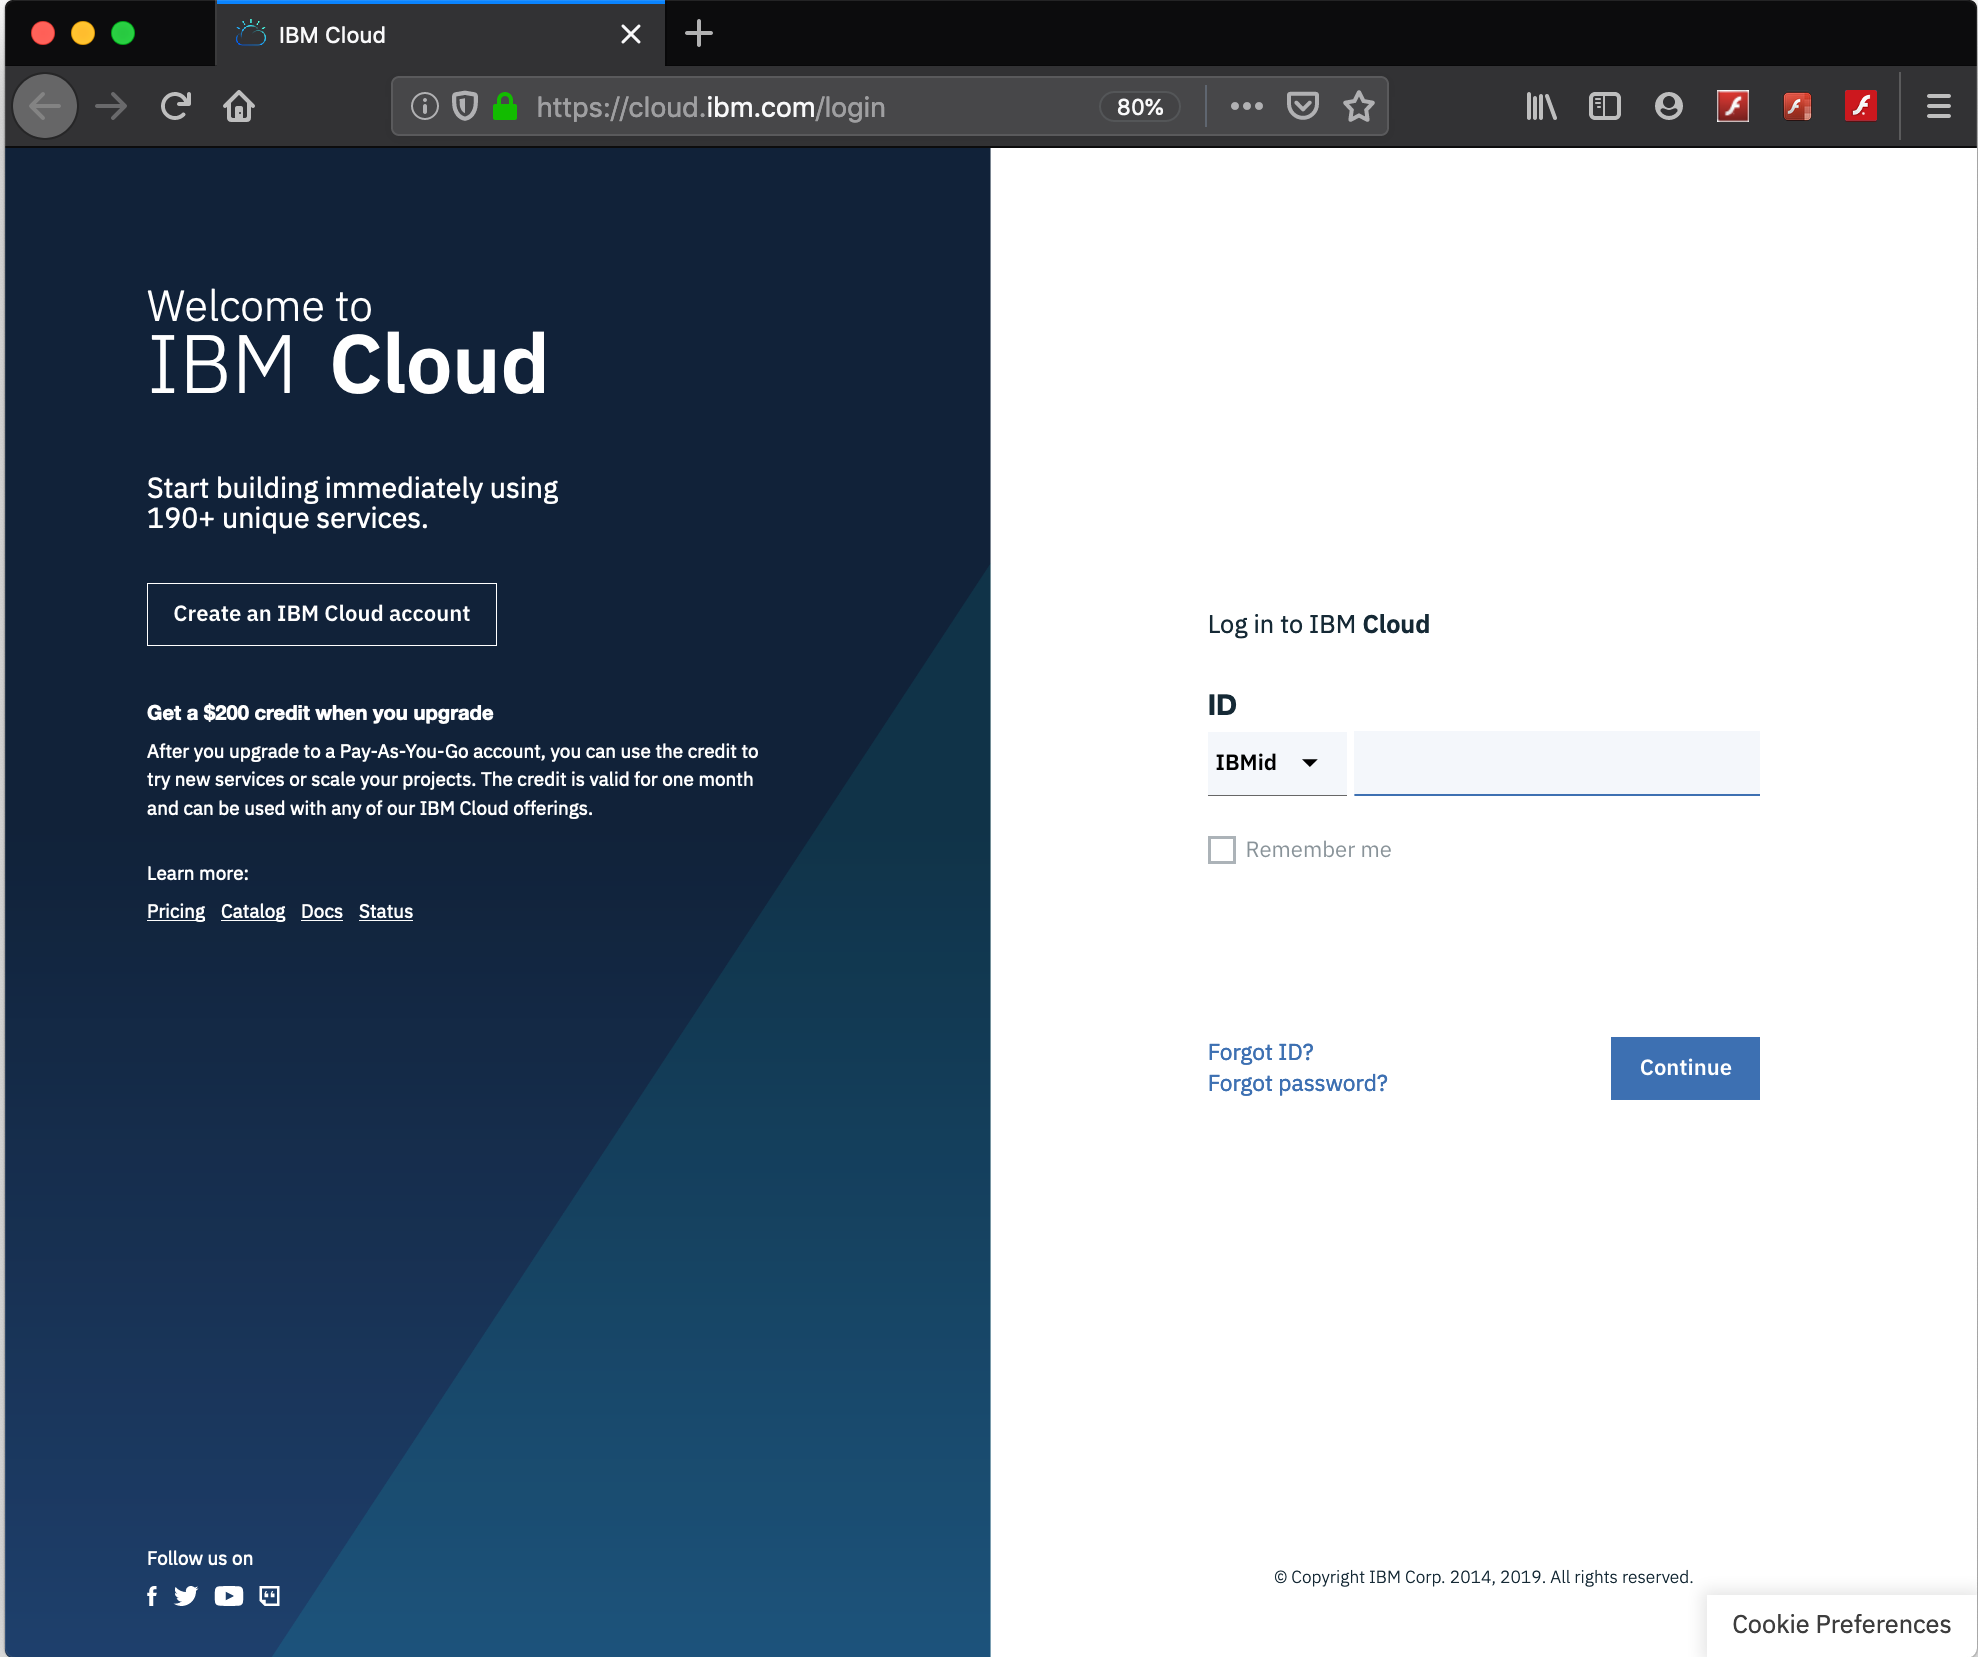 IBM Cloud
https://cloud.ibm.com/login
80%
Welcome to
IBM Cloud
Start building immediately using
190+ unique services.
Create an IBM Cloud account
Get a $200 credit when you upgrade
After you upgrade to a Pay-As-You-Go account, you can use the credit to
try new services or scale your projects. The credit is valid for one month
and can be used with any of our IBM Cloud offerings.
Learn more:
Pricing Catalog Docs Status
Follow us on
Log in to IBM Cloud
ID
IBMid
Remember me
Forgot ID?
Forgot password?
Continue
© Copyright IBM Corp. 2014, 2019. All rights reserved.
Cookie Preferences